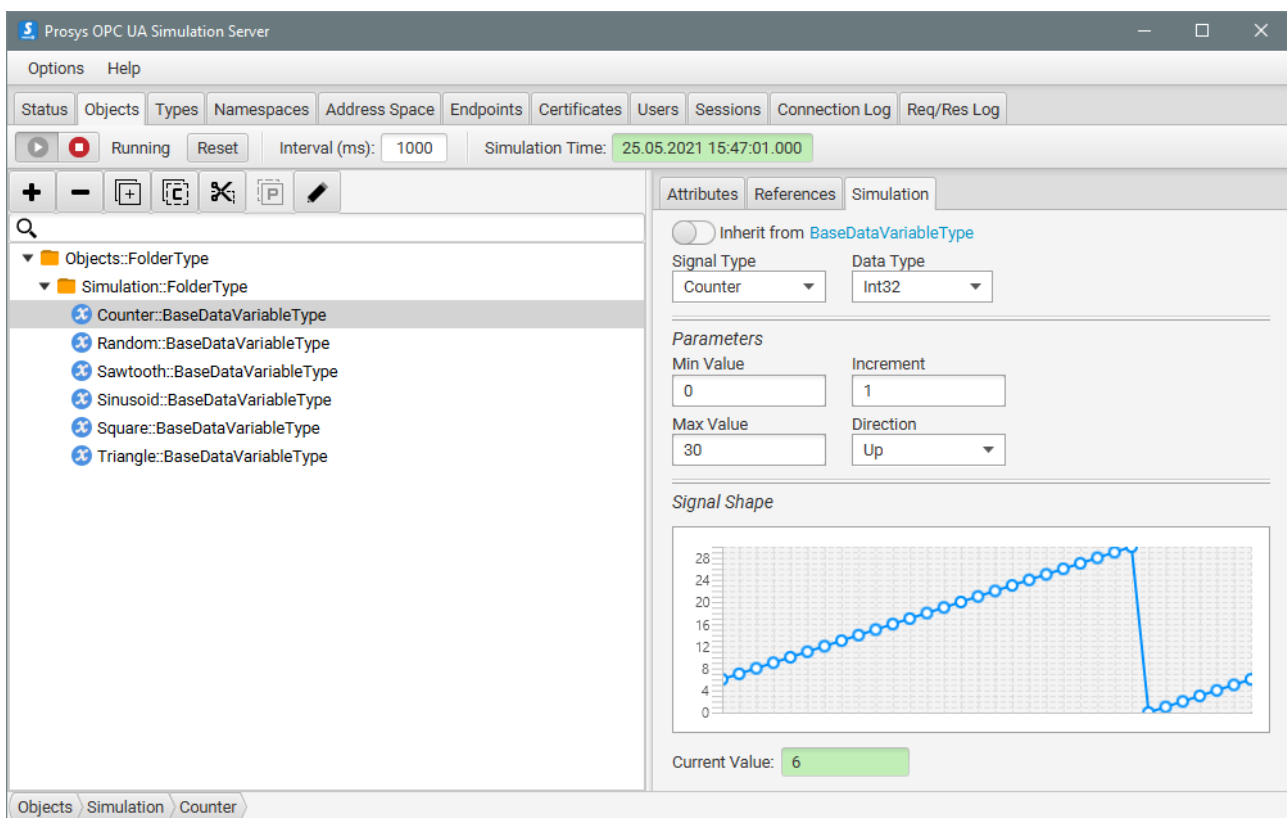 Prosys OPC UA Simulation Server
Options Help
Status Objects Types Namespaces Address Space Endpoints Certificates Users Sessions Connection Log Req/Res Log
Running Reset Interval (ms): 1000 Simulation Time: 25.05.2021 15:47:01.000
Objects::FolderType
Simulation::FolderType
Counter::BaseDataVariableType
Random::BaseDataVariableType
Sawtooth::BaseDataVariableType
Sinusoid::BaseDataVariableType
Square::BaseDataVariableType
Triangle::BaseDataVariableType
Attributes References Simulation
Inherit from BaseDataVariableType
Signal Type Data Type
Counter Int32
Parameters
Min Value Increment
0 1
Max Value Direction
30 Up
Signal Shape
28
24
20
16
12
8
4
0
Current Value: 6
Objects Simulation Counter